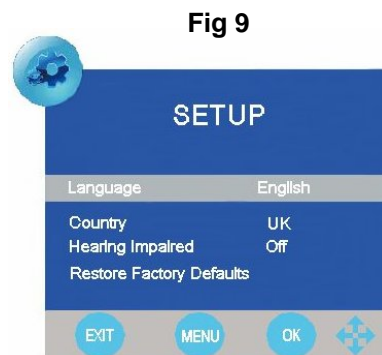 Fig 9
SETUP
Language English
Country UK
Hearing Impaired Off
Restore Factory Defaults
EXIT MENU OK